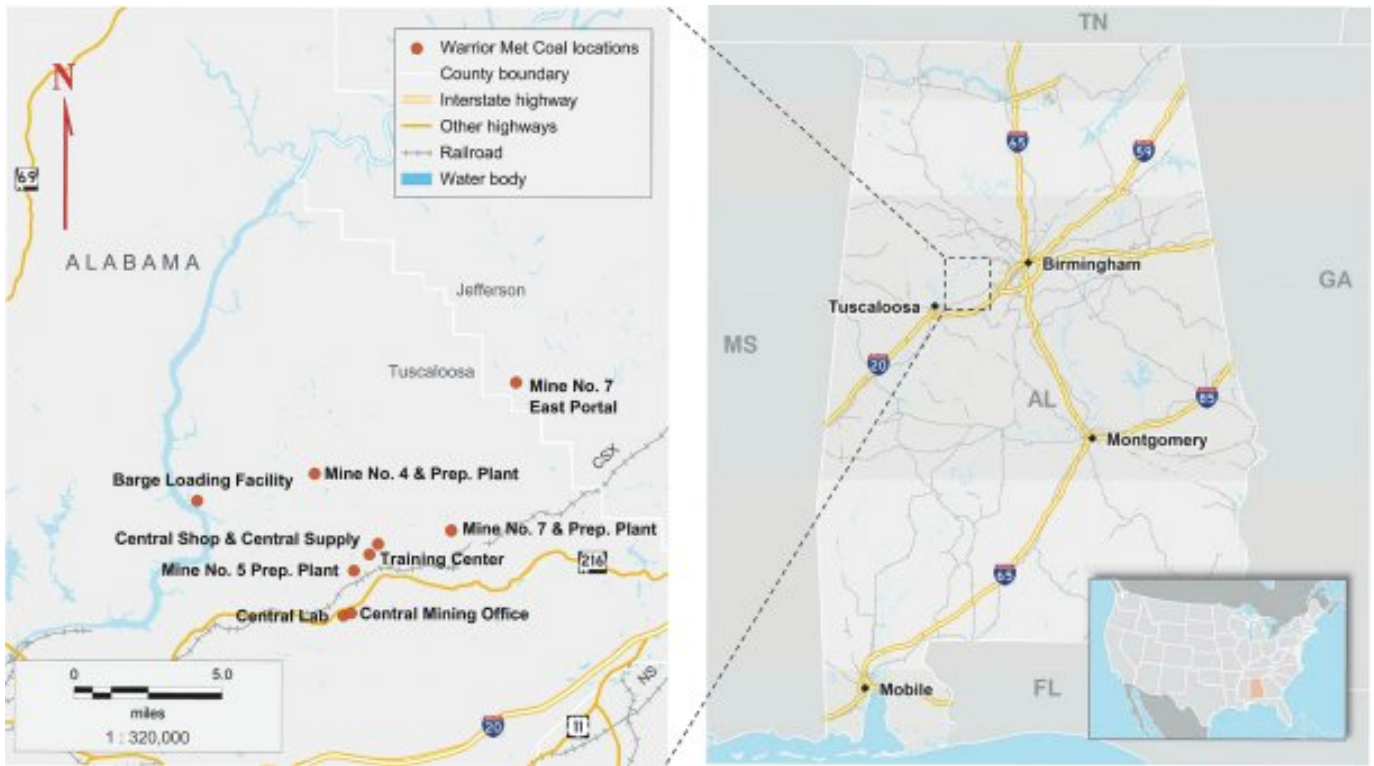 N
69
ALABAMA
Warrior Met Coal locations
County boundary
Interstate highway
Other highways
Railroad
Water body
Jefferson
Tuscaloosa
Mine No. 7
East Portal
CSX
Mine No. 4 & Prep. Plant
Barge Loading Facility
Mine No. 7 & Prep. Plant
Central Shop & Central Supply
Training Center
216
Mine No. 5 Prep. Plant
Central Lab
Central Mining Office
0 5.0
miles
1 : 320,000
NS
20
11
TN
65
59
Birmingham
Tuscaloosa
GA
MS
20
AL
85
Montgomery
65
Mobile
FL